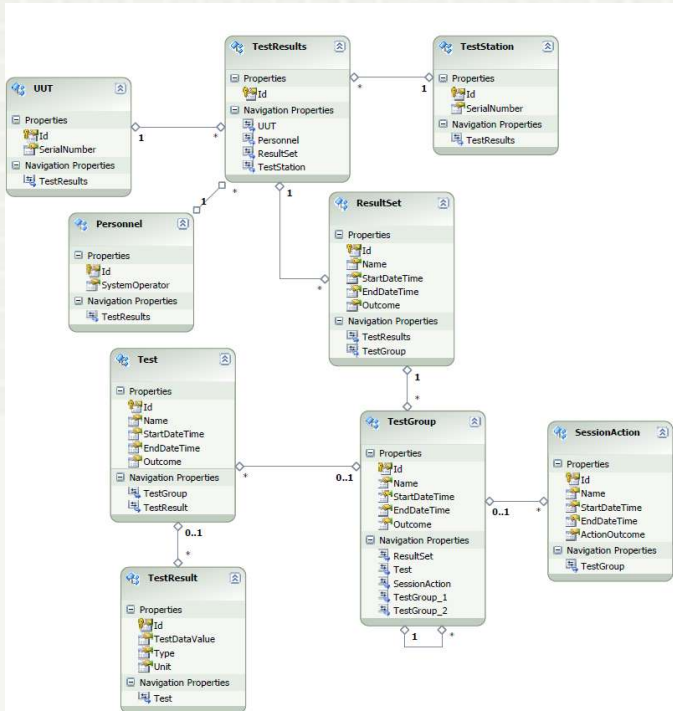 TestResults
Properties
Id
Navigation Properties
UUT
Personnel
ResultSet
TestStation
TestStation
Properties
Id
SerialNumber
Navigation Properties
TestResults
* 1
UUT
Properties
Id
SerialNumber
Navigation Properties
TestResults
1 *
Personnel
Properties
Id
SystemOperator
Navigation Properties
TestResults
1 *
1
*
ResultSet
Properties
Id
Name
StartDateTime
EndDateTime
Outcome
Navigation Properties
TestResults
TestGroup
1
*
Test
Properties
Id
Name
StartDateTime
EndDateTime
Outcome
Navigation Properties
TestGroup
TestResult
* 0..1
TestGroup
Properties
Id
Name
StartDateTime
EndDateTime
Outcome
Navigation Properties
ResultSet
Test
SessionAction
TestGroup_1
TestGroup_2
1 *
0..1 *
SessionAction
Properties
Id
Name
StartDateTime
EndDateTime
ActionOutcome
Navigation Properties
TestGroup
0..1
*
TestResult
Properties
Id
TestDataValue
Type
Unit
Navigation Properties
Test